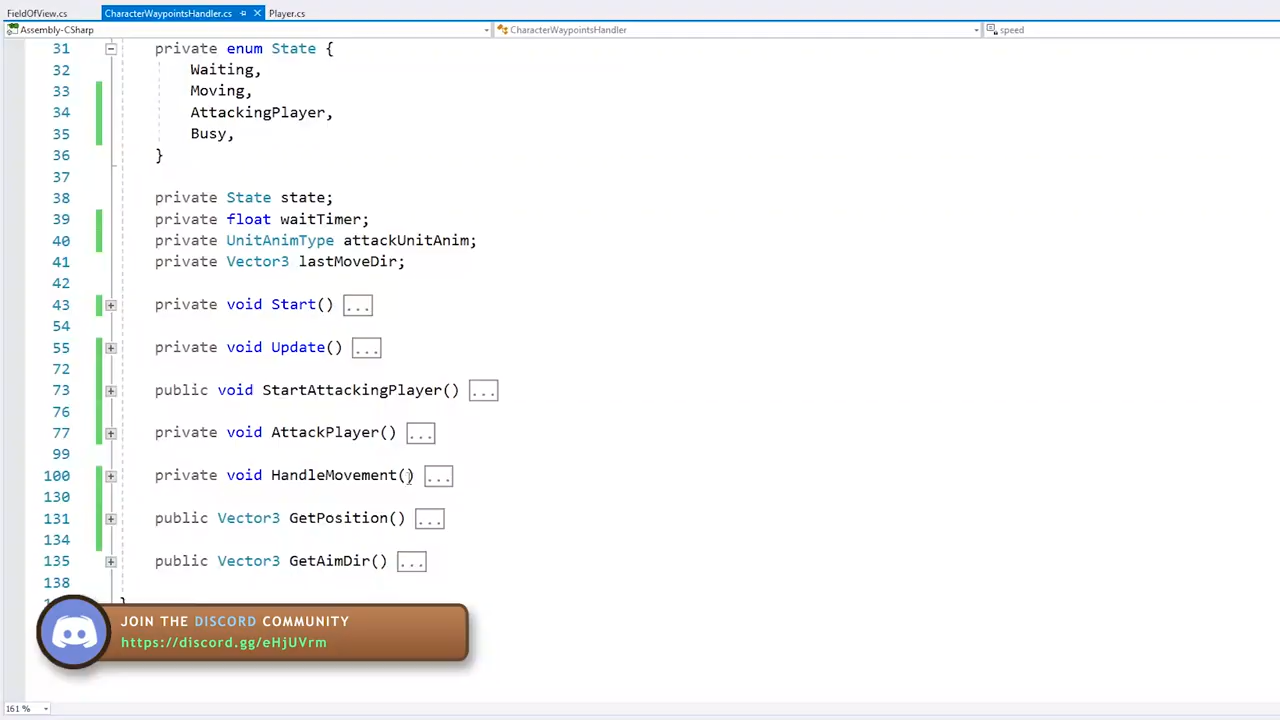 FieldOfView.cs CharacterWaypointsHandler.cs Player.cs
Assembly-CSharp CharacterWaypointsHandler speed
31 private enum State {
32 Waiting,
33 Moving,
34 AttackingPlayer,
35 Busy,
36 }
37
38 private State state;
39 private float waitTimer;
40 private UnitAnimType attackUnitAnim;
41 private Vector3 lastMoveDir;
42
43 private void Start() ...
54
55 private void Update() ...
72
73 public void StartAttackingPlayer() ...
76
77 private void AttackPlayer() ...
99
100 private void HandleMovement() ...
130
131 public Vector3 GetPosition() ...
134
135 public Vector3 GetAimDir() ...
138
}
JOIN THE DISCORD COMMUNITY
https://discord.gg/eHjUVrm
161 %